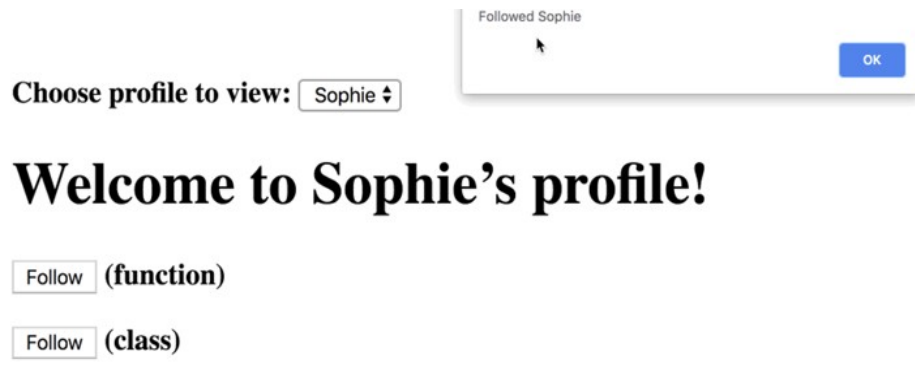 Followed Sophie
OK
Choose profile to view: Sophie
Welcome to Sophie’s profile!
Follow (function)
Follow (class)